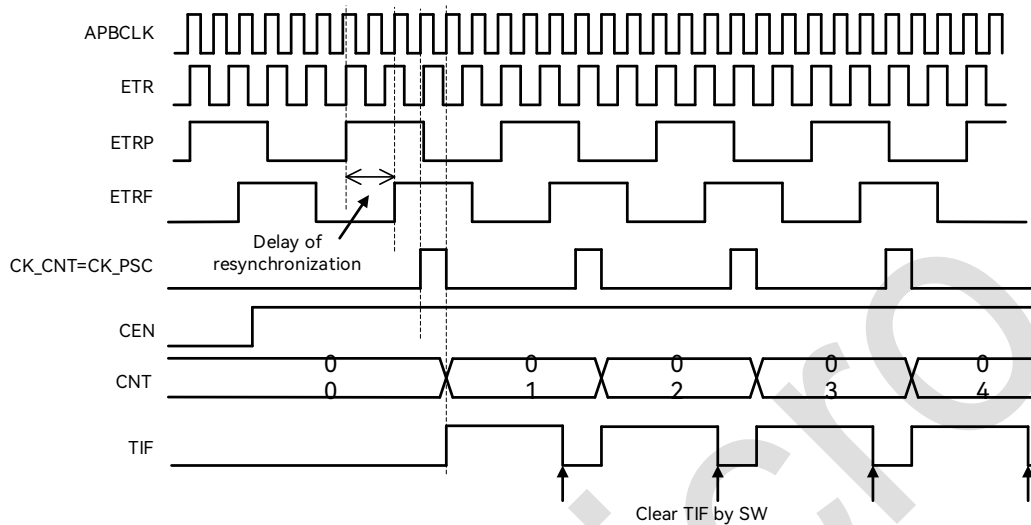 APBCLK
ETR
ETRP
ETRF
Delay of
resynchronization
CK_CNT=CK_PSC
CEN
CNT
0 0 0 0 0
0 1 2 3 4
TIF
Clear TIF by SW